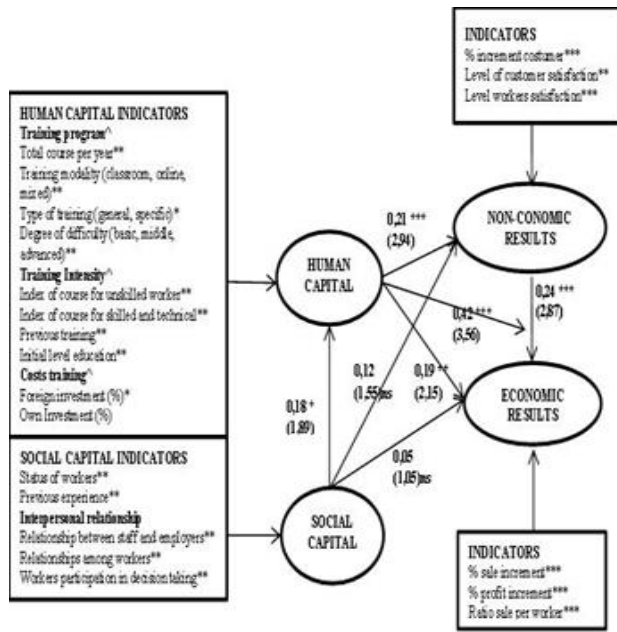 INDICATORS
% increment costumer***
Level of customer satisfaction**
Level workers satisfaction***
HUMAN CAPITAL INDICATORS
Training program^
Total course per year**
Training modality (classroom, online,
mixed)**
Type of training (general, specific)*
Degree of difficulty (basic, middle,
advanced)**
Training Intensity^
Index of course for unskilled worker**
Index of course for skilled and technical**
Previous training**
Initial level education**
Costs training^
Foreign investment (%)*
Own Investment (%)
SOCIAL CAPITAL INDICATORS
Status of workers**
Previous experience**
Interpersonal relationship
Relationship between staff and employers**
Relationships among workers**
Workers participation in decision taking**
HUMAN
CAPITAL
SOCIAL
CAPITAL
NON-CONOMIC
RESULTS
ECONOMIC
RESULTS
0,21 ***
(2,94)
0,24 ***
(2,87)
0,42 ***
(3,56)
0,19 **
(2,15)
0,12
(1,55)ns
0,18 *
(1,89)
0,05
(1,05)ns
INDICATORS
% sale increment***
% profit increment***
Ratio sale per worker***